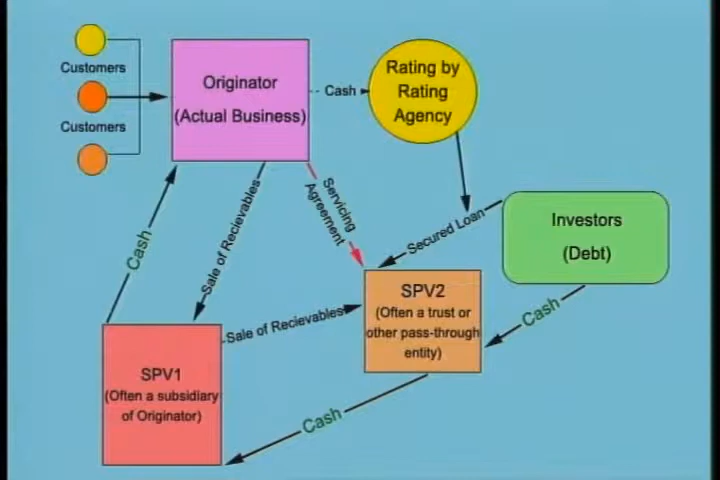 Customers
Customers
Originator
(Actual Business)
Cash
Rating by
Rating
Agency
Cash
Sale of Recievables
Servicing
Agreement
Secured Loan
Investors
(Debt)
Cash
SPV2
(Often a trust or
other pass-through
entity)
Sale of Recievables
SPV1
(Often a subsidiary
of Originator)
Cash